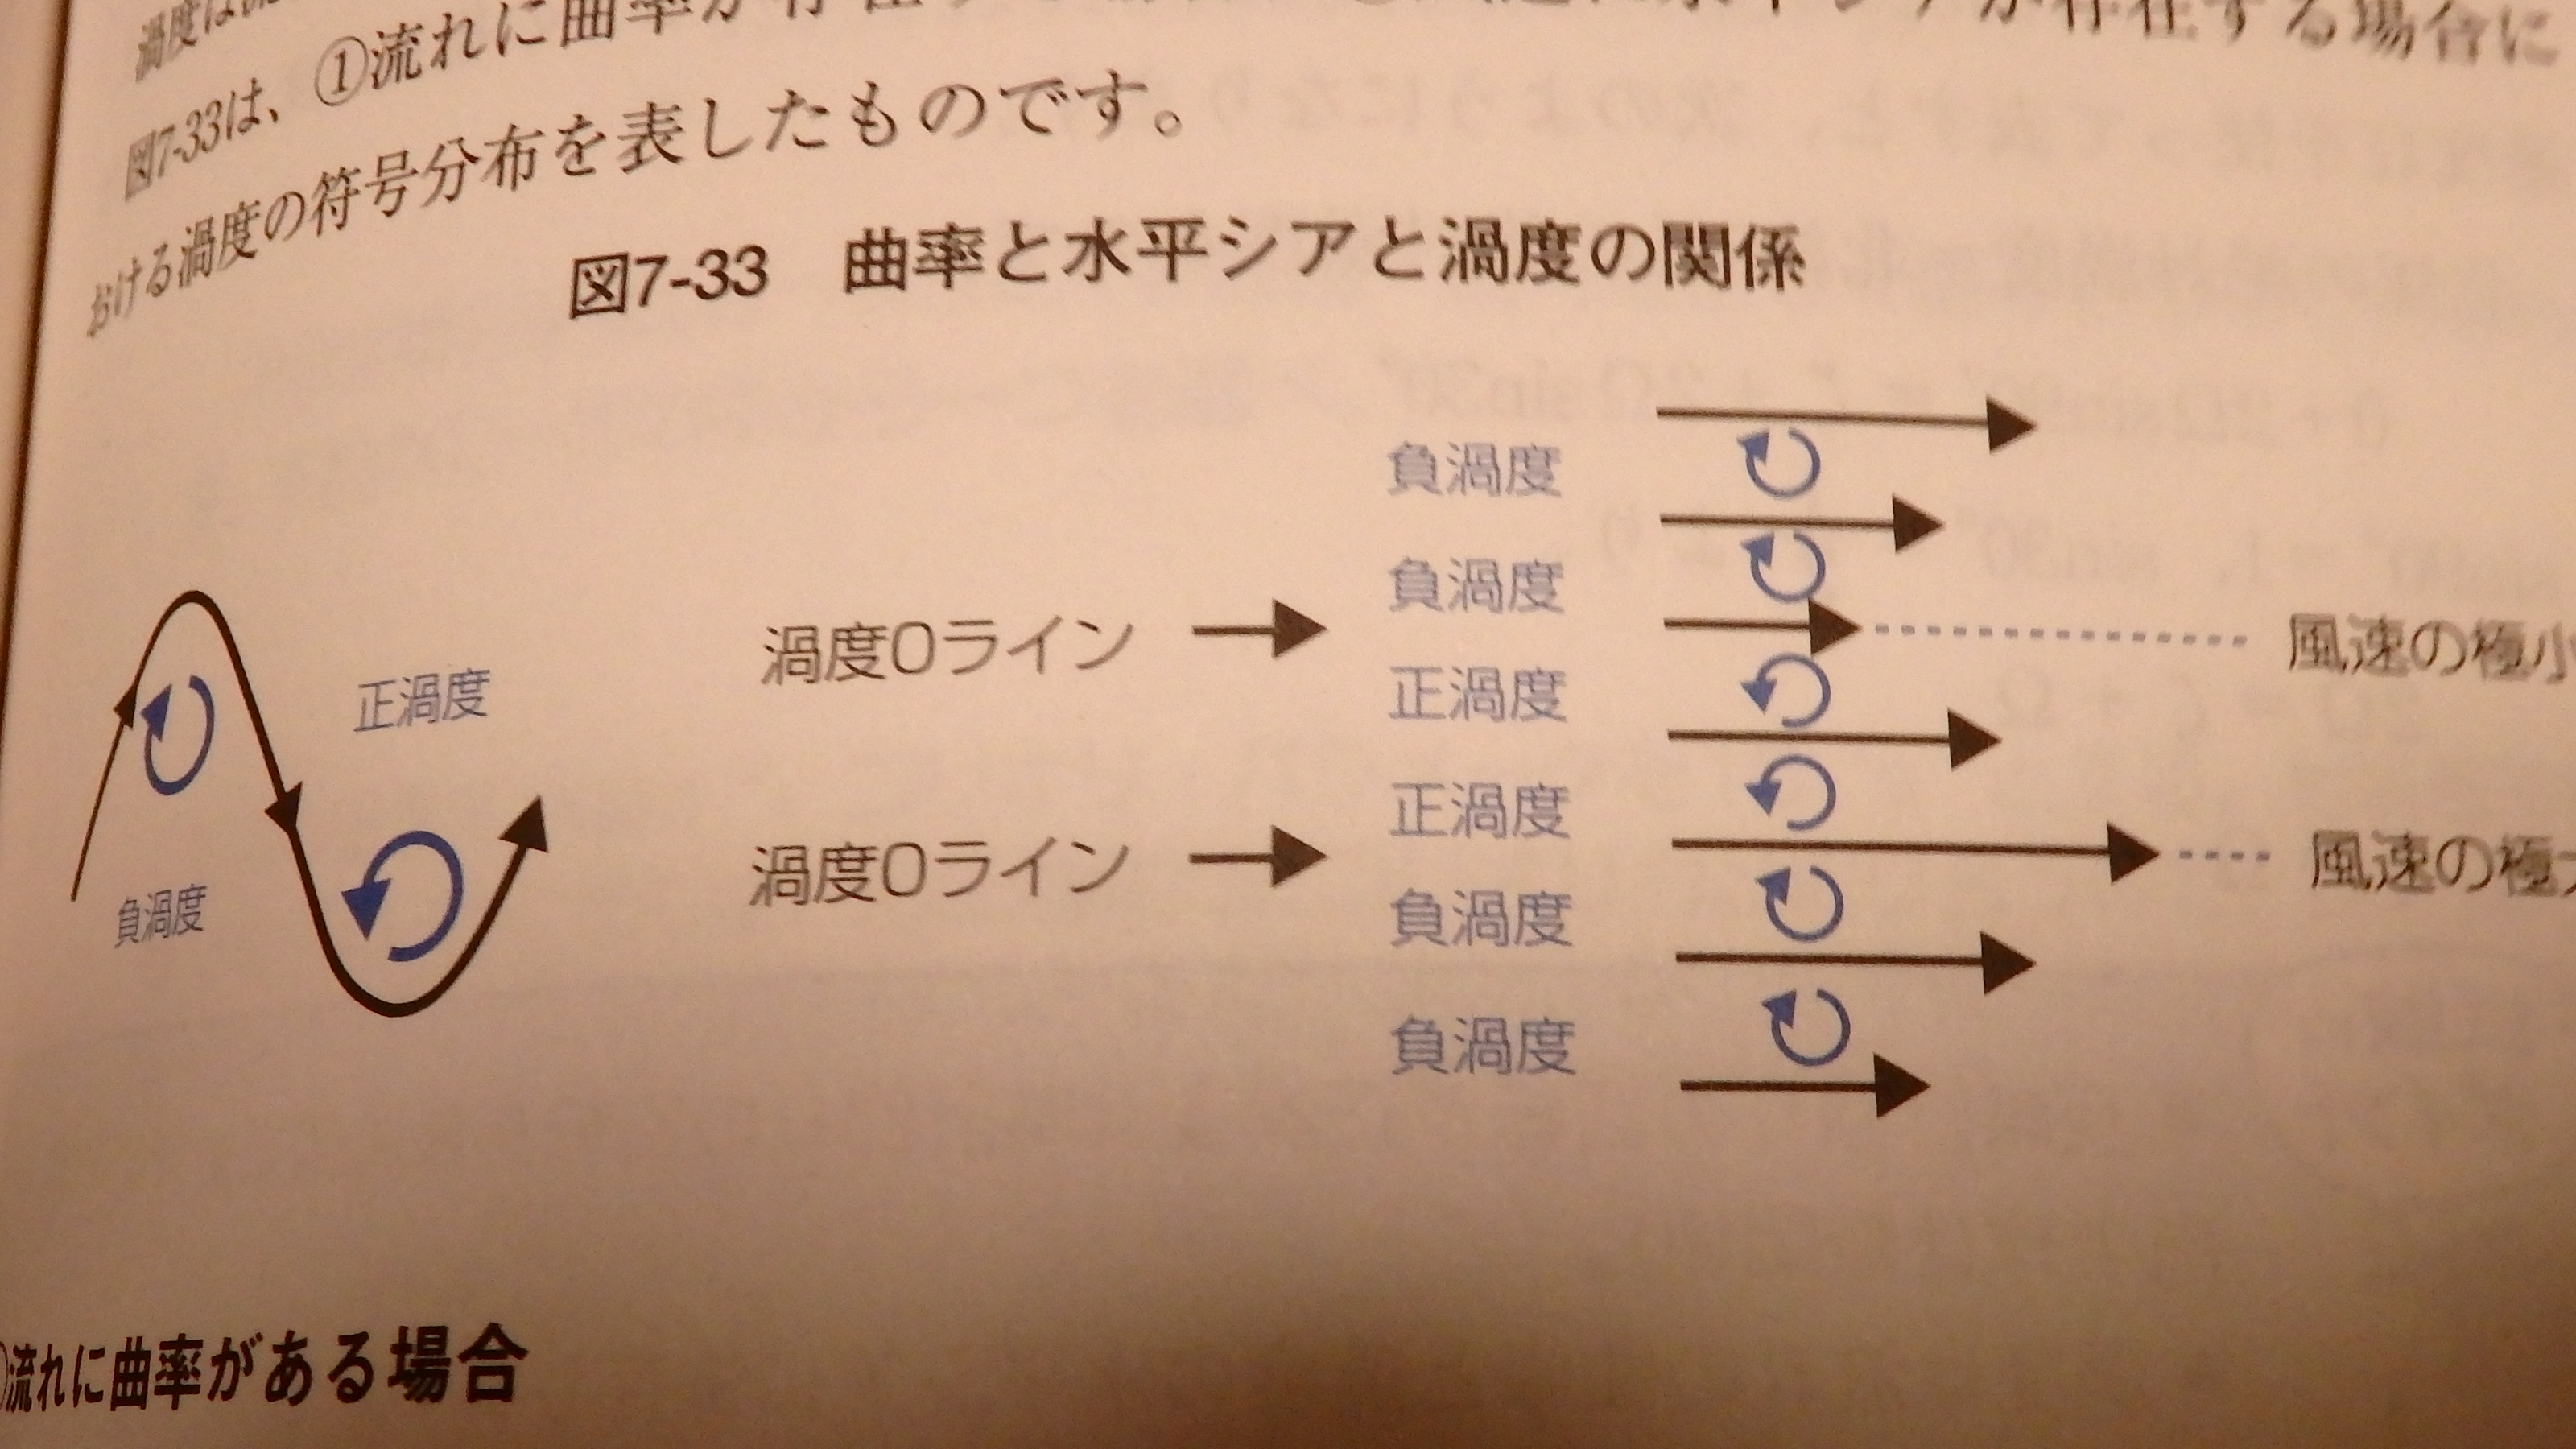 渦度は
図7-33は、①流れに曲率が存在する場合
が存在する場合に
おける渦度の符号分布を表したものです。
図7-33　曲率と水平シアと渦度の関係
負渦度
負渦度
渦度0ライン
風速の極小
正渦度
正渦度
正渦度
渦度0ライン
風速の極大
負渦度
負渦度
負渦度
流れに曲率がある場合